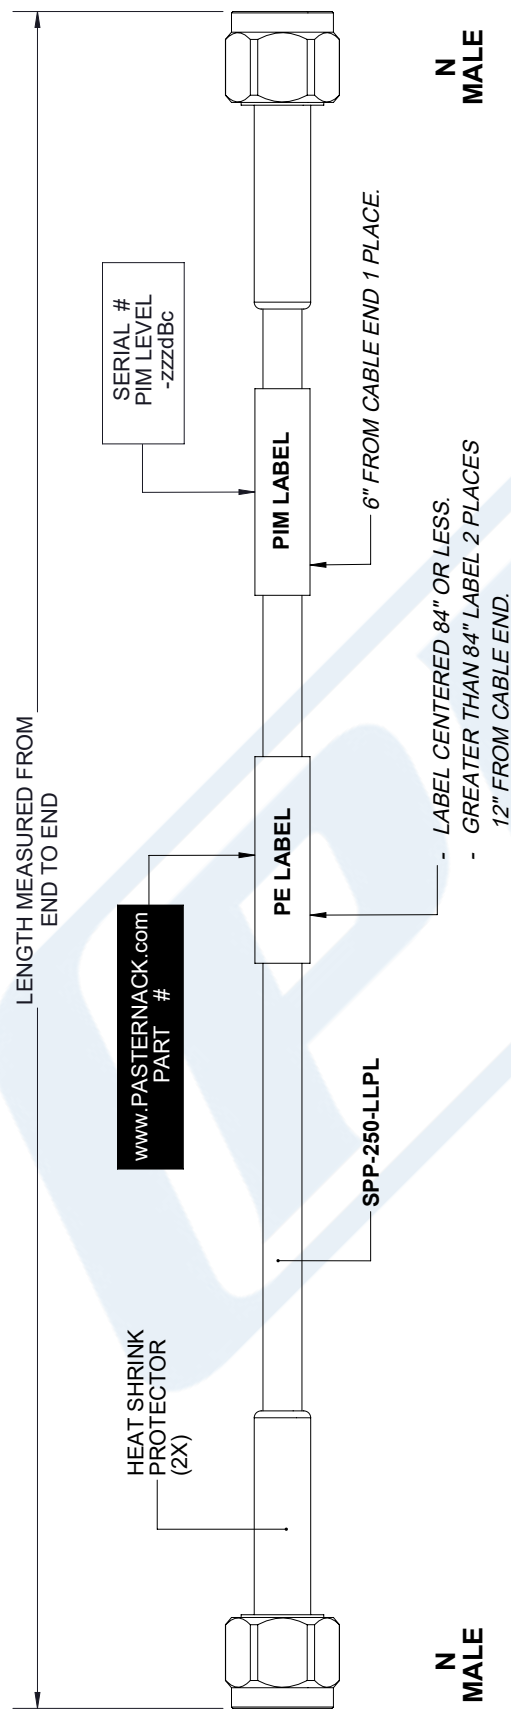 LENGTH MEASURED FROM
END TO END
HEAT SHRINK
PROTECTOR
(2X)
www.PASTERNACK.com
PART #
SERIAL #
PIM LEVEL
-zzzdBc
PE LABEL
PIM LABEL
SPP-250-LLPL
6" FROM CABLE END 1 PLACE.
- LABEL CENTERED 84" OR LESS.
- GREATER THAN 84" LABEL 2 PLACES
12" FROM CABLE END.
N
MALE
N
MALE